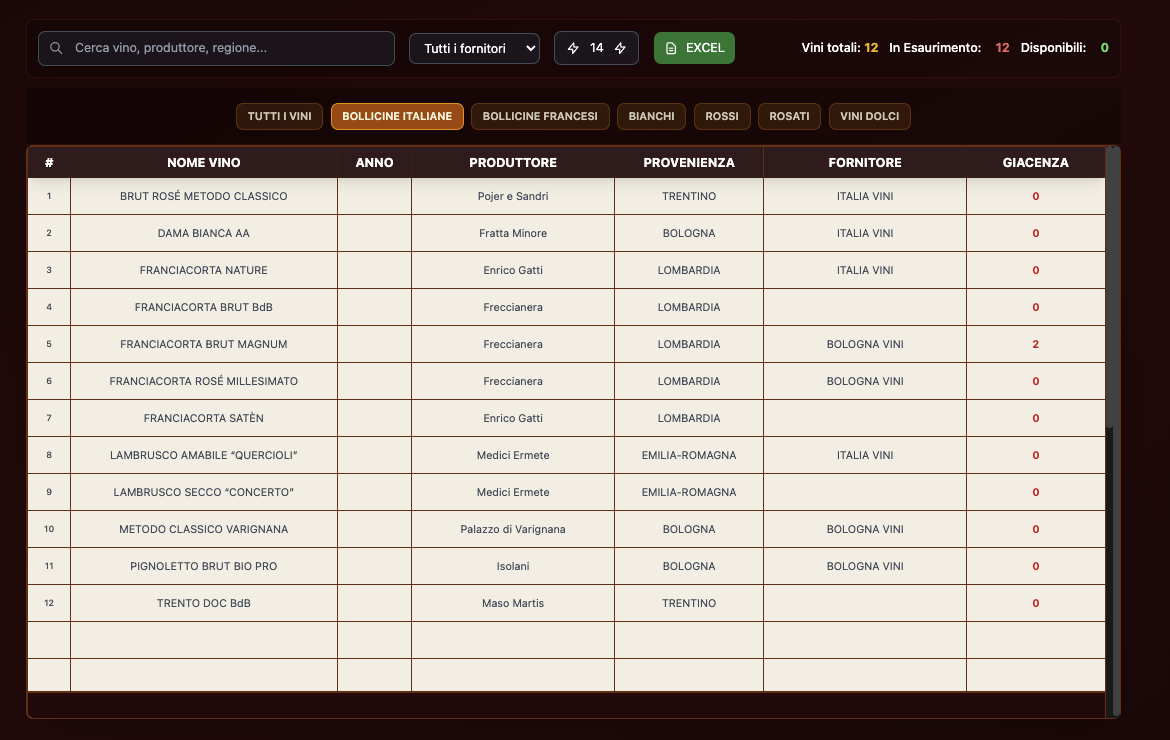 Cerca vino, produttore, regione... Tutti i fornitori 14 EXCEL Vini totali: 12 In Esaurimento: 12 Disponibili: 0
TUTTI I VINI BOLLICINE ITALIANE BOLLICINE FRANCESI BIANCHI ROSSI ROSATI VINI DOLCI
# NOME VINO ANNO PRODUTTORE PROVENIENZA FORNITORE GIACENZA
1 BRUT ROSÉ METODO CLASSICO Pojer e Sandri TRENTINO ITALIA VINI 0
2 DAMA BIANCA AA Fratta Minore BOLOGNA ITALIA VINI 0
3 FRANCIACORTA NATURE Enrico Gatti LOMBARDIA ITALIA VINI 0
4 FRANCIACORTA BRUT BdB Freccianera LOMBARDIA 0
5 FRANCIACORTA BRUT MAGNUM Freccianera LOMBARDIA BOLOGNA VINI 2
6 FRANCIACORTA ROSÉ MILLESIMATO Freccianera LOMBARDIA BOLOGNA VINI 0
7 FRANCIACORTA SATÈN Enrico Gatti LOMBARDIA 0
8 LAMBRUSCO AMABILE “QUERCIOLI” Medici Ermete EMILIA-ROMAGNA ITALIA VINI 0
9 LAMBRUSCO SECCO “CONCERTO” Medici Ermete EMILIA-ROMAGNA 0
10 METODO CLASSICO VARIGNANA Palazzo di Varignana BOLOGNA BOLOGNA VINI 0
11 PIGNOLETTO BRUT BIO PRO Isolani BOLOGNA BOLOGNA VINI 0
12 TRENTO DOC BdB Maso Martis TRENTINO 0